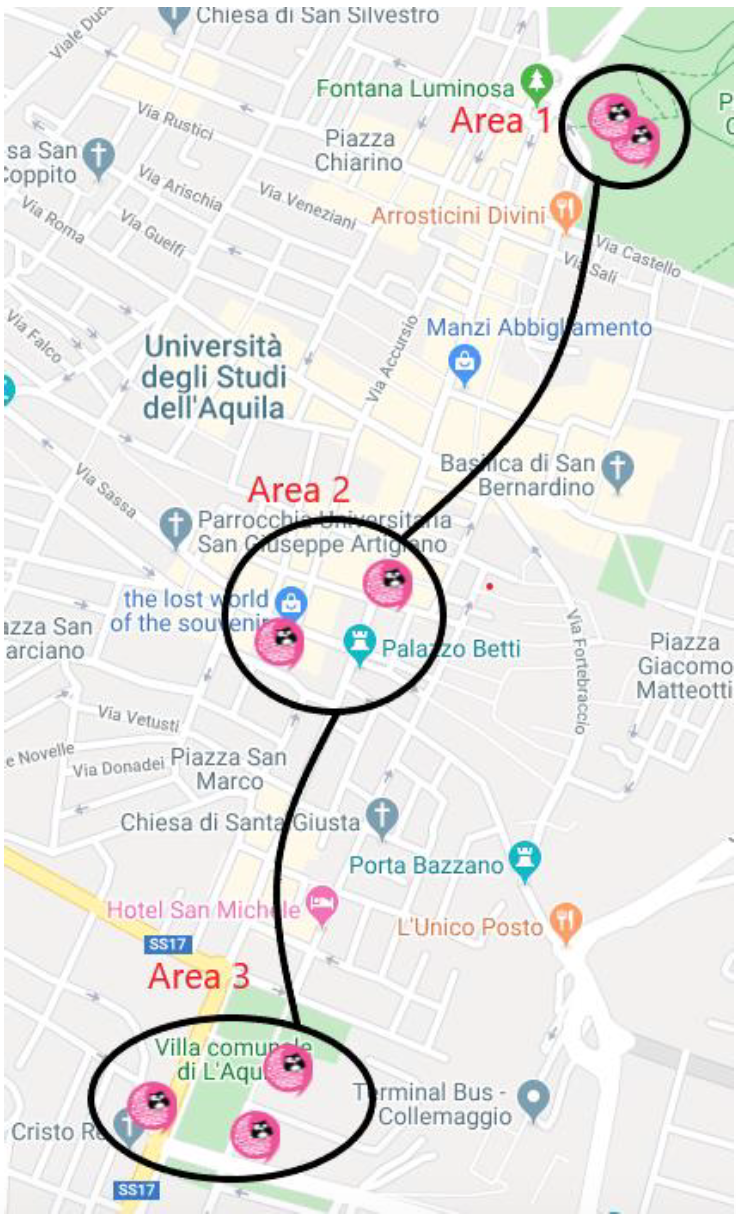 Chiesa di San Silvestro
Viale Duca
Fontana Luminosa
Area 1
P
Via Rustici
Piazza
Chiarino
sa San
Coppito
Via Arischia
Via Veneziani
Arrosticini Divini
Via Roma
Via Guelfi
Via Castello
Via Sali
Via Falco
Manzi Abbigliamento
Università
degli Studi
dell'Aquila
Via Accursio
Basilica di San
Bernardino
Via Sassa
Area 2
Parrocchia Universitaria
San Giuseppe Artigiano
the lost world
of the souvenir
azza San
arciano
Palazzo Betti
Via Fortebraccio
Piazza
Giacomo
Matteotti
Via Vetusti
e Novelle
Via Donadei
Piazza San
Marco
Chiesa di Santa Giusta
Porta Bazzano
Hotel San Michele
L'Unico Posto
SS17
Area 3
Villa comunale
di L'Aqui
Terminal Bus -
Collemaggio
Cristo Re
SS17